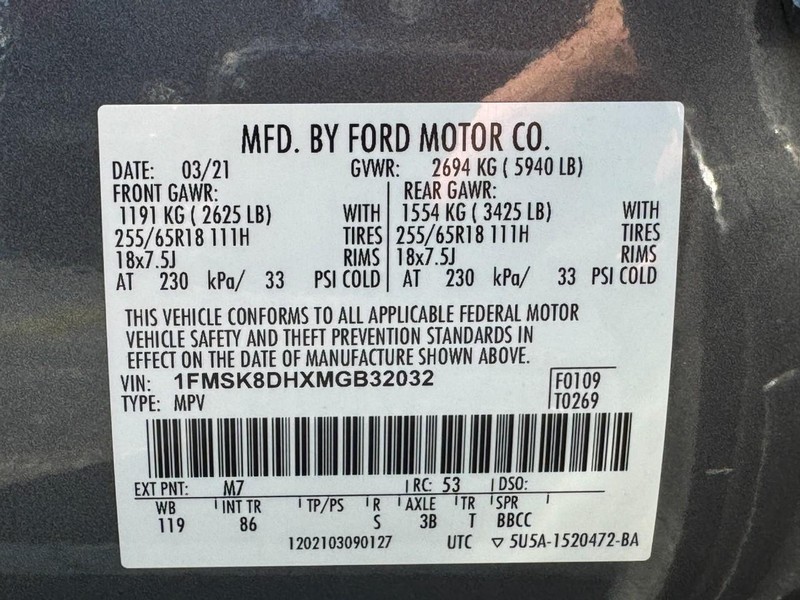 MFD. BY FORD MOTOR CO.
DATE: 03/21 GVWR: 2694 KG ( 5940 LB)
FRONT GAWR: REAR GAWR:
1191 KG ( 2625 LB) WITH 1554 KG ( 3425 LB) WITH
255/65R18 111H TIRES 255/65R18 111H TIRES
18x7.5J RIMS 18x7.5J RIMS
AT 230 kPa/ 33 PSI COLD AT 230 kPa/ 33 PSI COLD
THIS VEHICLE CONFORMS TO ALL APPLICABLE FEDERAL MOTOR
VEHICLE SAFETY AND THEFT PREVENTION STANDARDS IN
EFFECT ON THE DATE OF MANUFACTURE SHOWN ABOVE.
VIN: 1FMSK8DHXMGB32032 F0109
TYPE: MPV T0269
EXT PNT: M7 RC: 53 DSO:
WB INT TR TP/PS R AXLE TR SPR
119 86 S 3B T BBCC
1202103090127 UTC ▽ 5U5A-1520472-BA